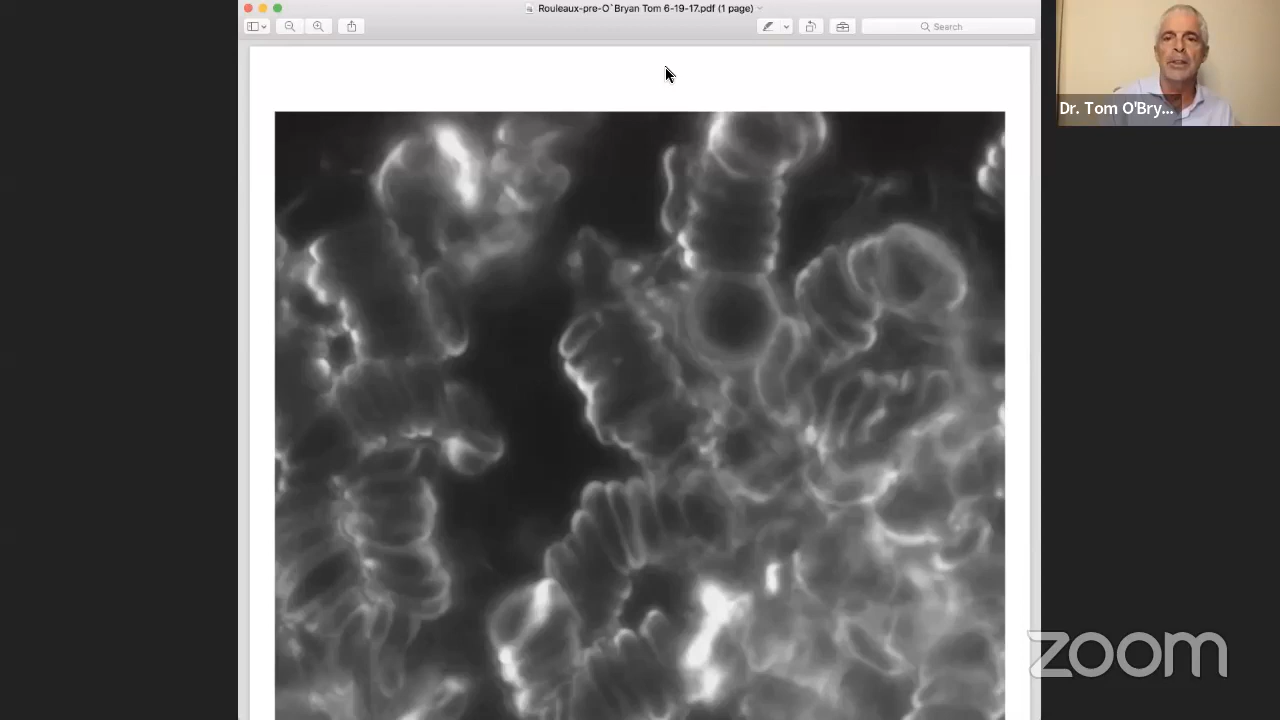 Rouleaux-pre-O`Bryan Tom 6-19-17.pdf (1 page)
Search
Dr. Tom O'Bry...
zoom